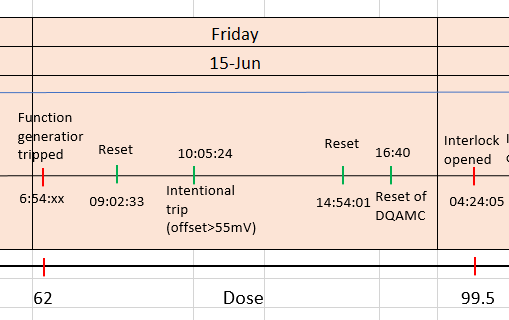 Friday
15-Jun
Function
generatior
tripped
Reset
10:05:24
Reset
16:40
Interlock
opened
6:54:xx
09:02:33
Intentional
trip
(offset>55mV)
14:54:01
Reset of
DQAMC
04:24:05
62
Dose
99.5